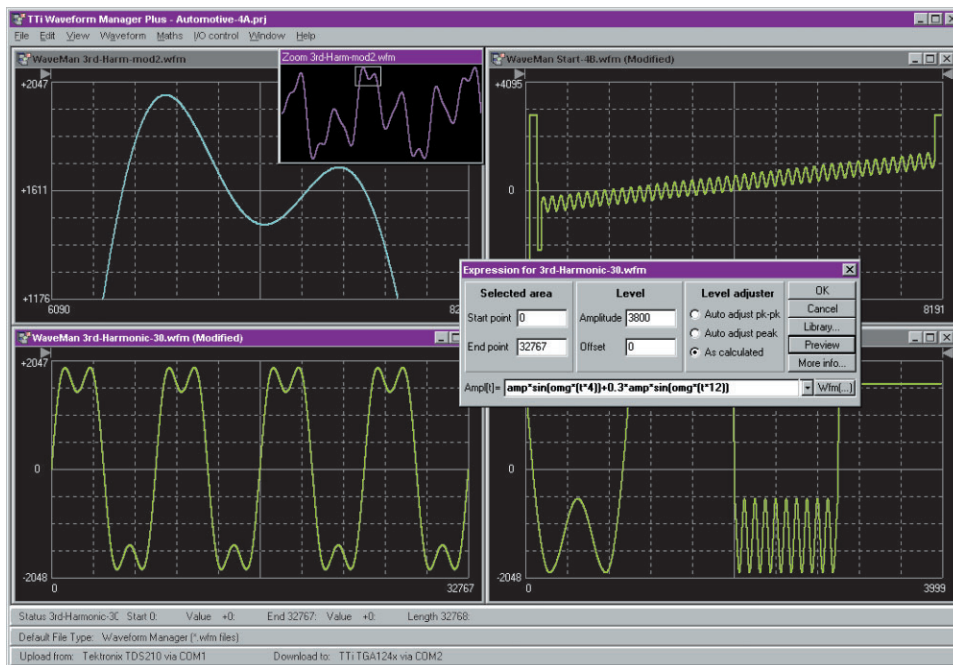 TTi Waveform Manager Plus - Automotive-4A.prj
File Edit View Waveform Maths I/O control Window Help
WaveMan 3rd-Harm-mod2.wfm
+2047
+1611
+1176
6090
Zoom 3rd-Harm-mod2.wfm
WaveMan Start-4B.wfm (Modified)
+4095
0
8191
Expression for 3rd-Harmonic-30.wfm
Selected area
Start point 0
End point 32767
Level
Amplitude 3800
Offset 0
Level adjuster
Auto adjust pk-pk
Auto adjust peak
As calculated
OK
Cancel
Library...
Preview
More info...
Ampl[t]= amp*sin(omg*(t*4))+0.3*amp*sin(omg*(t*12)) Wfm(...)
WaveMan 3rd-Harmonic-30.wfm (Modified)
+2047
0
-2048
0
32767
-2048
0
3999
Status 3rd-Harmonic-3 Start 0: Value +0: End 32767: Value +0: Length 32768:
Default File Type: Waveform Manager (*.wfm files)
Upload from: Tektronix TDS210 via COM1 Download to: TTi TGA124x via COM2